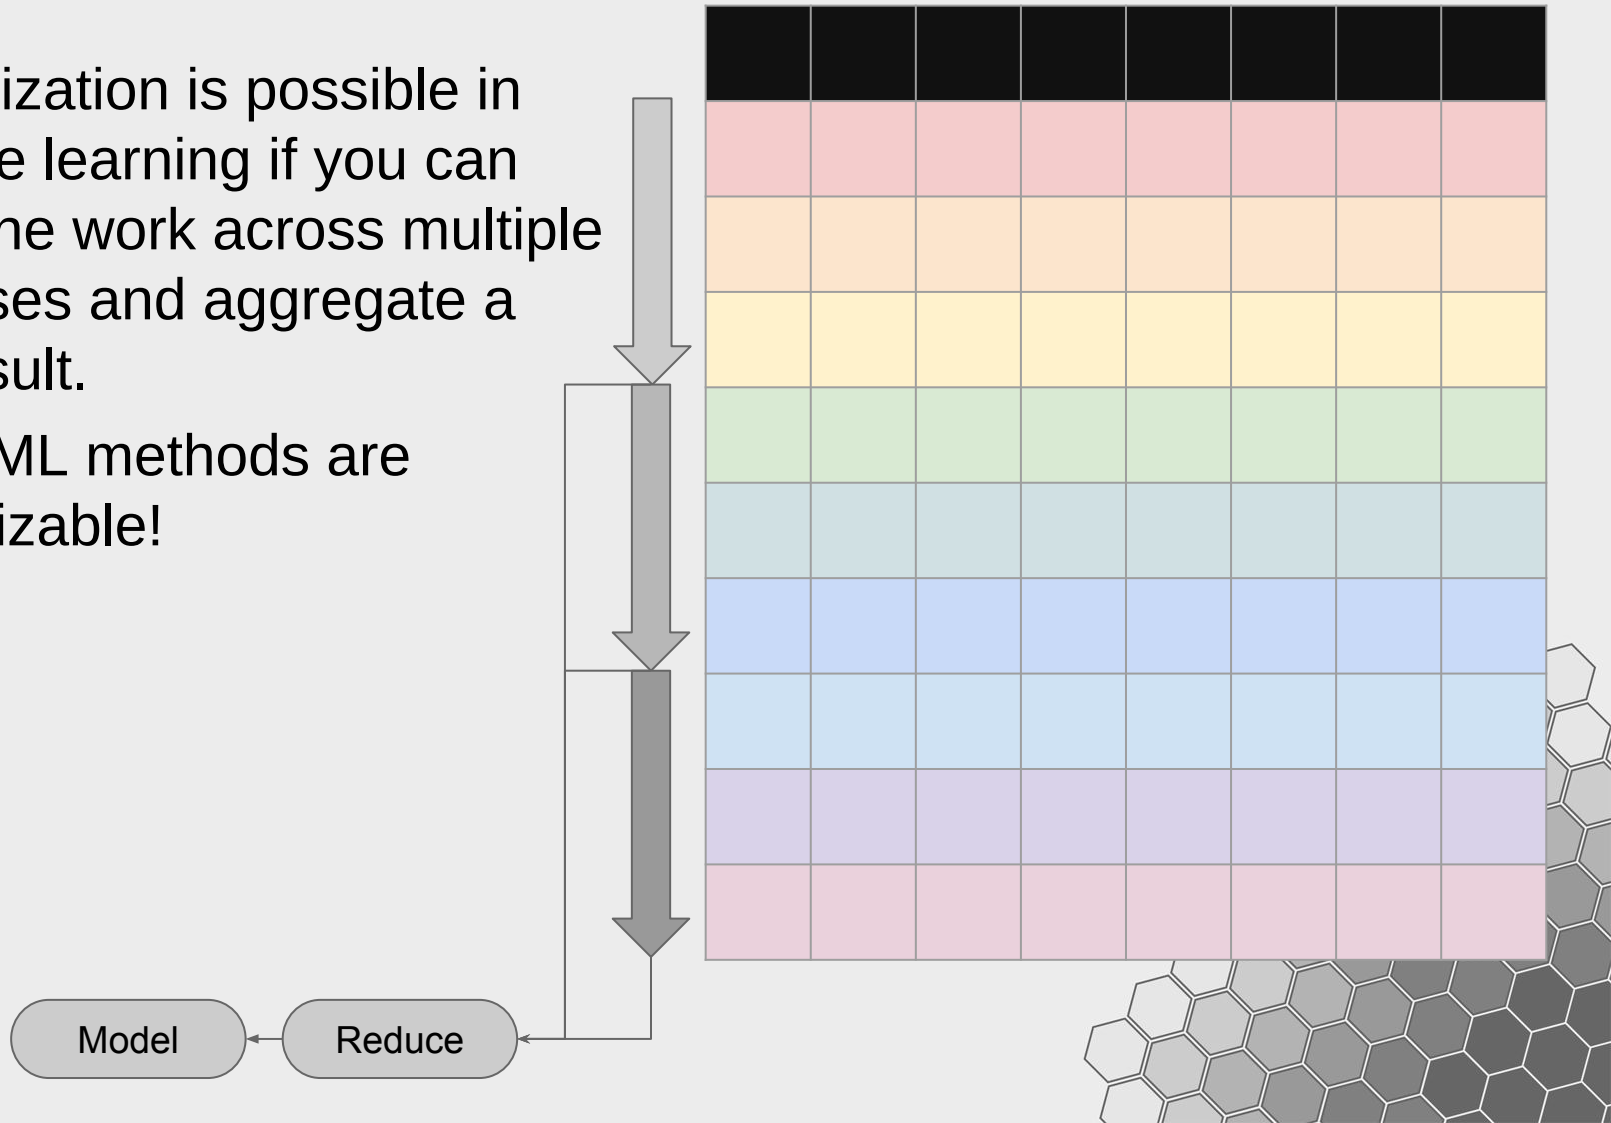 ization is possible in
e learning if you can
ne work across multiple
ses and aggregate a
sult.
ML methods are
izable!
Model
Reduce